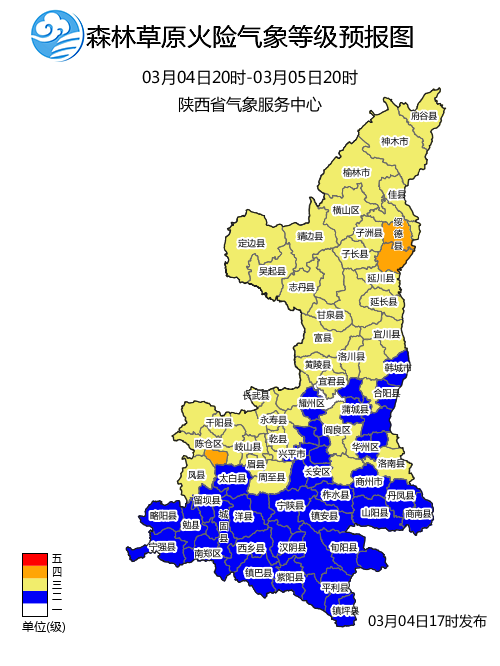 森林草原火险气象等级预报图
03月04日20时-03月05日20时
陕西省气象服务中心
府谷县
神木市
榆林市
佳县
横山区
绥德县
子洲县
靖边县
定边县
子长县
吴起县
延川县
志丹县
延长县
甘泉县
宜川县
富县
洛川县
黄陵县
韩城市
宜君县
合阳县
长武县
耀州区
蒲城县
千阳县
永寿县
阎良区
乾县
陈仓区
岐山县
华州区
兴平市
眉县
洛南县
长安区
凤县
太白县
周至县
商州市
柞水县
丹凤县
留坝县
宁陕县
山阳县
商南县
略阳县
城固县
洋县
镇安县
勉县
宁强县
南郑区
西乡县
汉阴县
旬阳县
镇巴县
紫阳县
平利县
镇坪县
五
四
三
二
一
单位(级)
03月04日17时发布